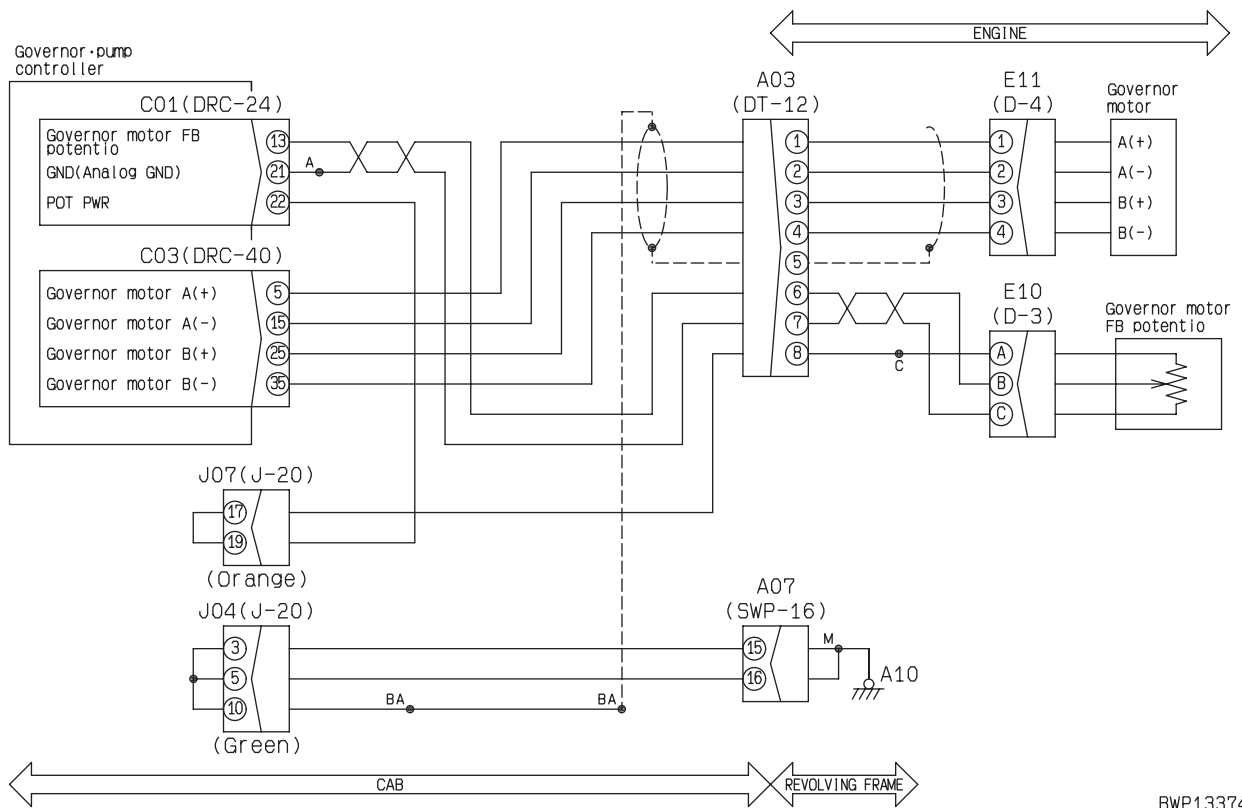 ENGINE
Governor·pump
controller
C01(DRC-24)
Governor motor FB
potentio
13
GND(Analog GND)
21
POT PWR
22
A
C03(DRC-40)
Governor motor A(+)
5
Governor motor A(-)
15
Governor motor B(+)
25
Governor motor B(-)
35
A03
(DT-12)
1
2
3
4
5
6
7
8
C
E11
(D-4)
1
2
3
4
Governor
motor
A(+)
A(-)
B(+)
B(-)
E10
(D-3)
A
B
C
Governor motor
FB potentio
J07(J-20)
17
19
(Orange)
J04(J-20)
3
5
10
(Green)
BA
BA
A07
(SWP-16)
15
16
M
A10
CAB
REVOLVING FRAME
BWP13374